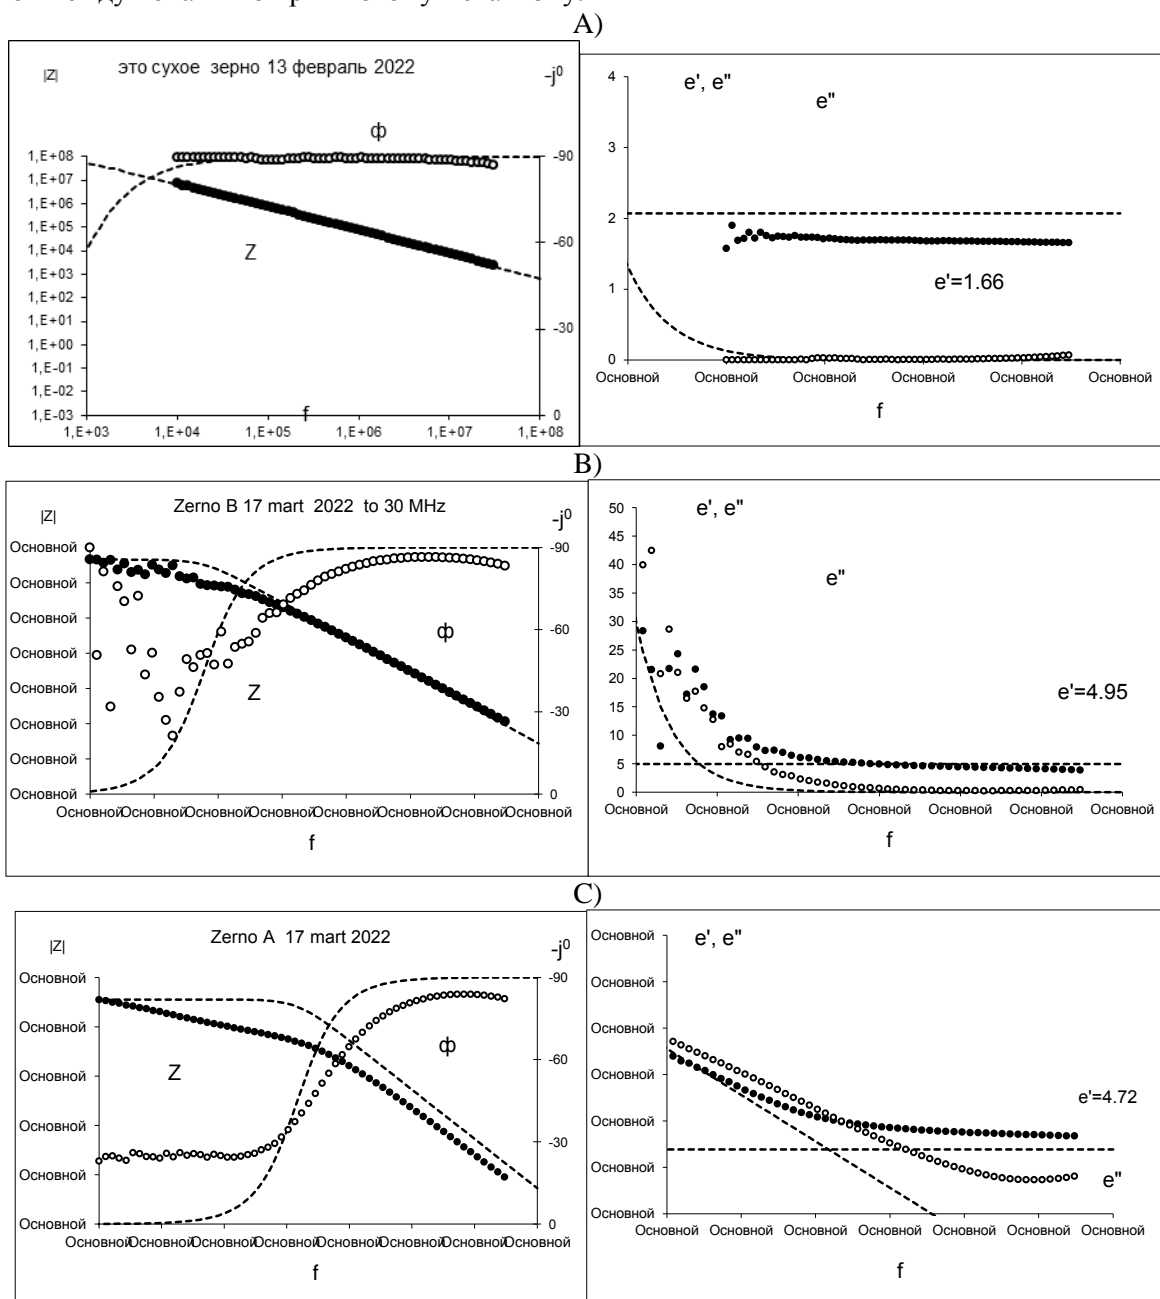 A)
это сухое зерно 13 февраль 2022
|Z|
-j⁰
ф
1,E+08
1,E+07
1,E+06
1,E+05
1,E+04
1,E+03
1,E+02
1,E+01
1,E+00
1,E-01
1,E-02
1,E-03
Z
-90
-60
-30
0
f
1,E+03 1,E+04 1,E+05 1,E+06 1,E+07 1,E+08
e', e"
e"
4
3
2
1
0
e'=1.66
Основной Основной Основной Основной Основной Основной
f
B)
Zerno B 17 mart 2022 to 30 MHz
|Z|
-j⁰
Основной
Основной
Основной
Основной
Основной
Основной
Основной
Основной
ф
Z
-90
-60
-30
0
Основной Основной Основной Основной Основной Основной Основной Основной
f
e', e"
e"
50
45
40
35
30
25
20
15
10
5
0
e'=4.95
Основной Основной Основной Основной Основной Основной Основной
f
C)
Zerno A 17 mart 2022
|Z|
-j⁰
Основной
Основной
Основной
Основной
Основной
Основной
Z
ф
-90
-60
-30
0
Основной Основной Основной Основной Основной Основной Основной Основной
f
e', e"
Основной
Основной
Основной
Основной
Основной
Основной
Основной
e'=4.72
e"
Основной Основной Основной Основной Основной Основной Основной
f